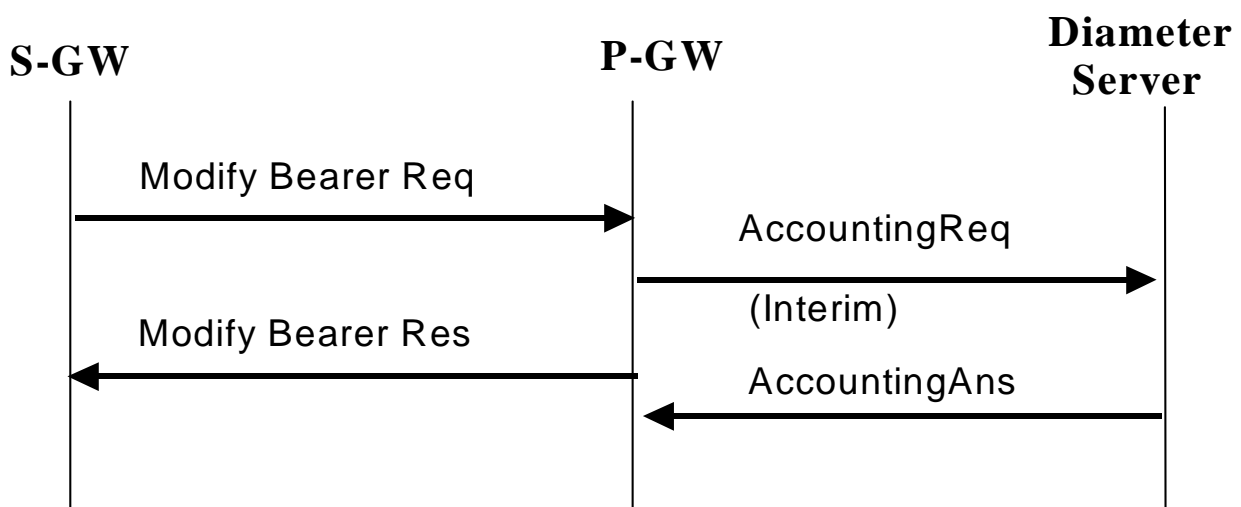 S-GW
P-GW
Diameter
Server
Modify Bearer Req
AccountingReq
(Interim)
Modify Bearer Res
AccountingAns